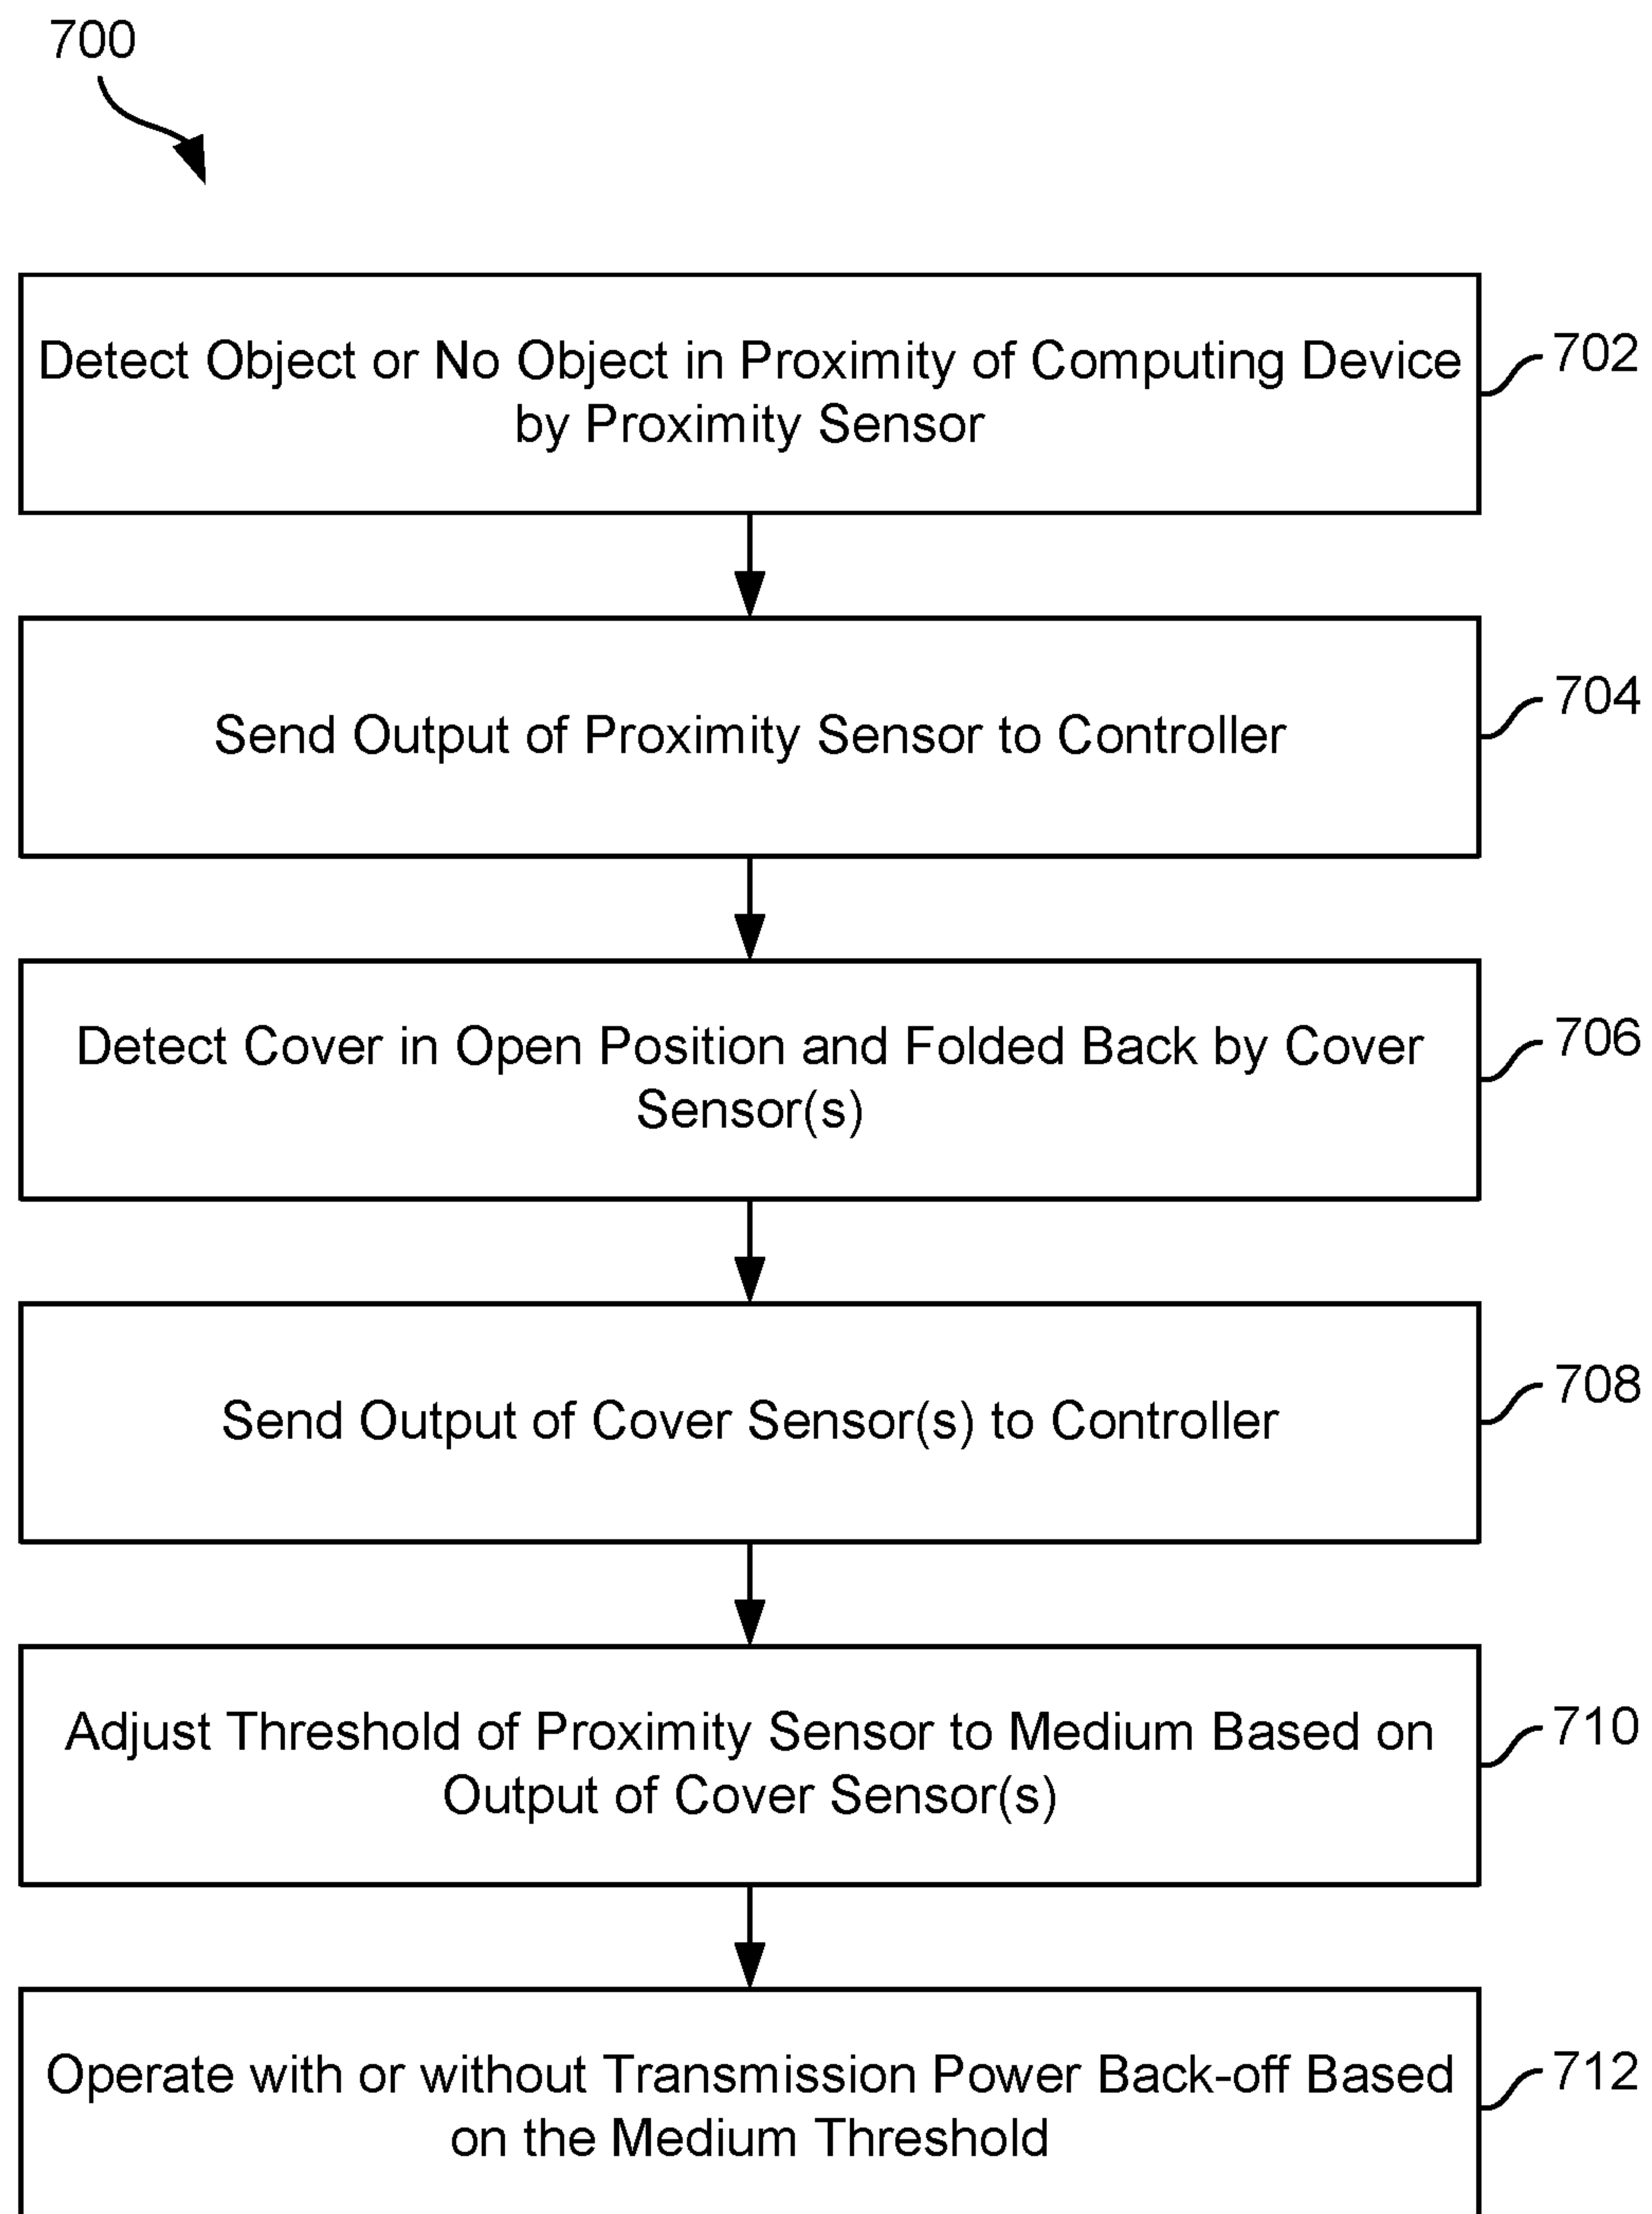 700
Detect Object or No Object in Proximity of Computing Device
by Proximity Sensor
702
Send Output of Proximity Sensor to Controller
704
Detect Cover in Open Position and Folded Back by Cover
Sensor(s)
706
Send Output of Cover Sensor(s) to Controller
708
Adjust Threshold of Proximity Sensor to Medium Based on
Output of Cover Sensor(s)
710
Operate with or without Transmission Power Back-off Based
on the Medium Threshold
712